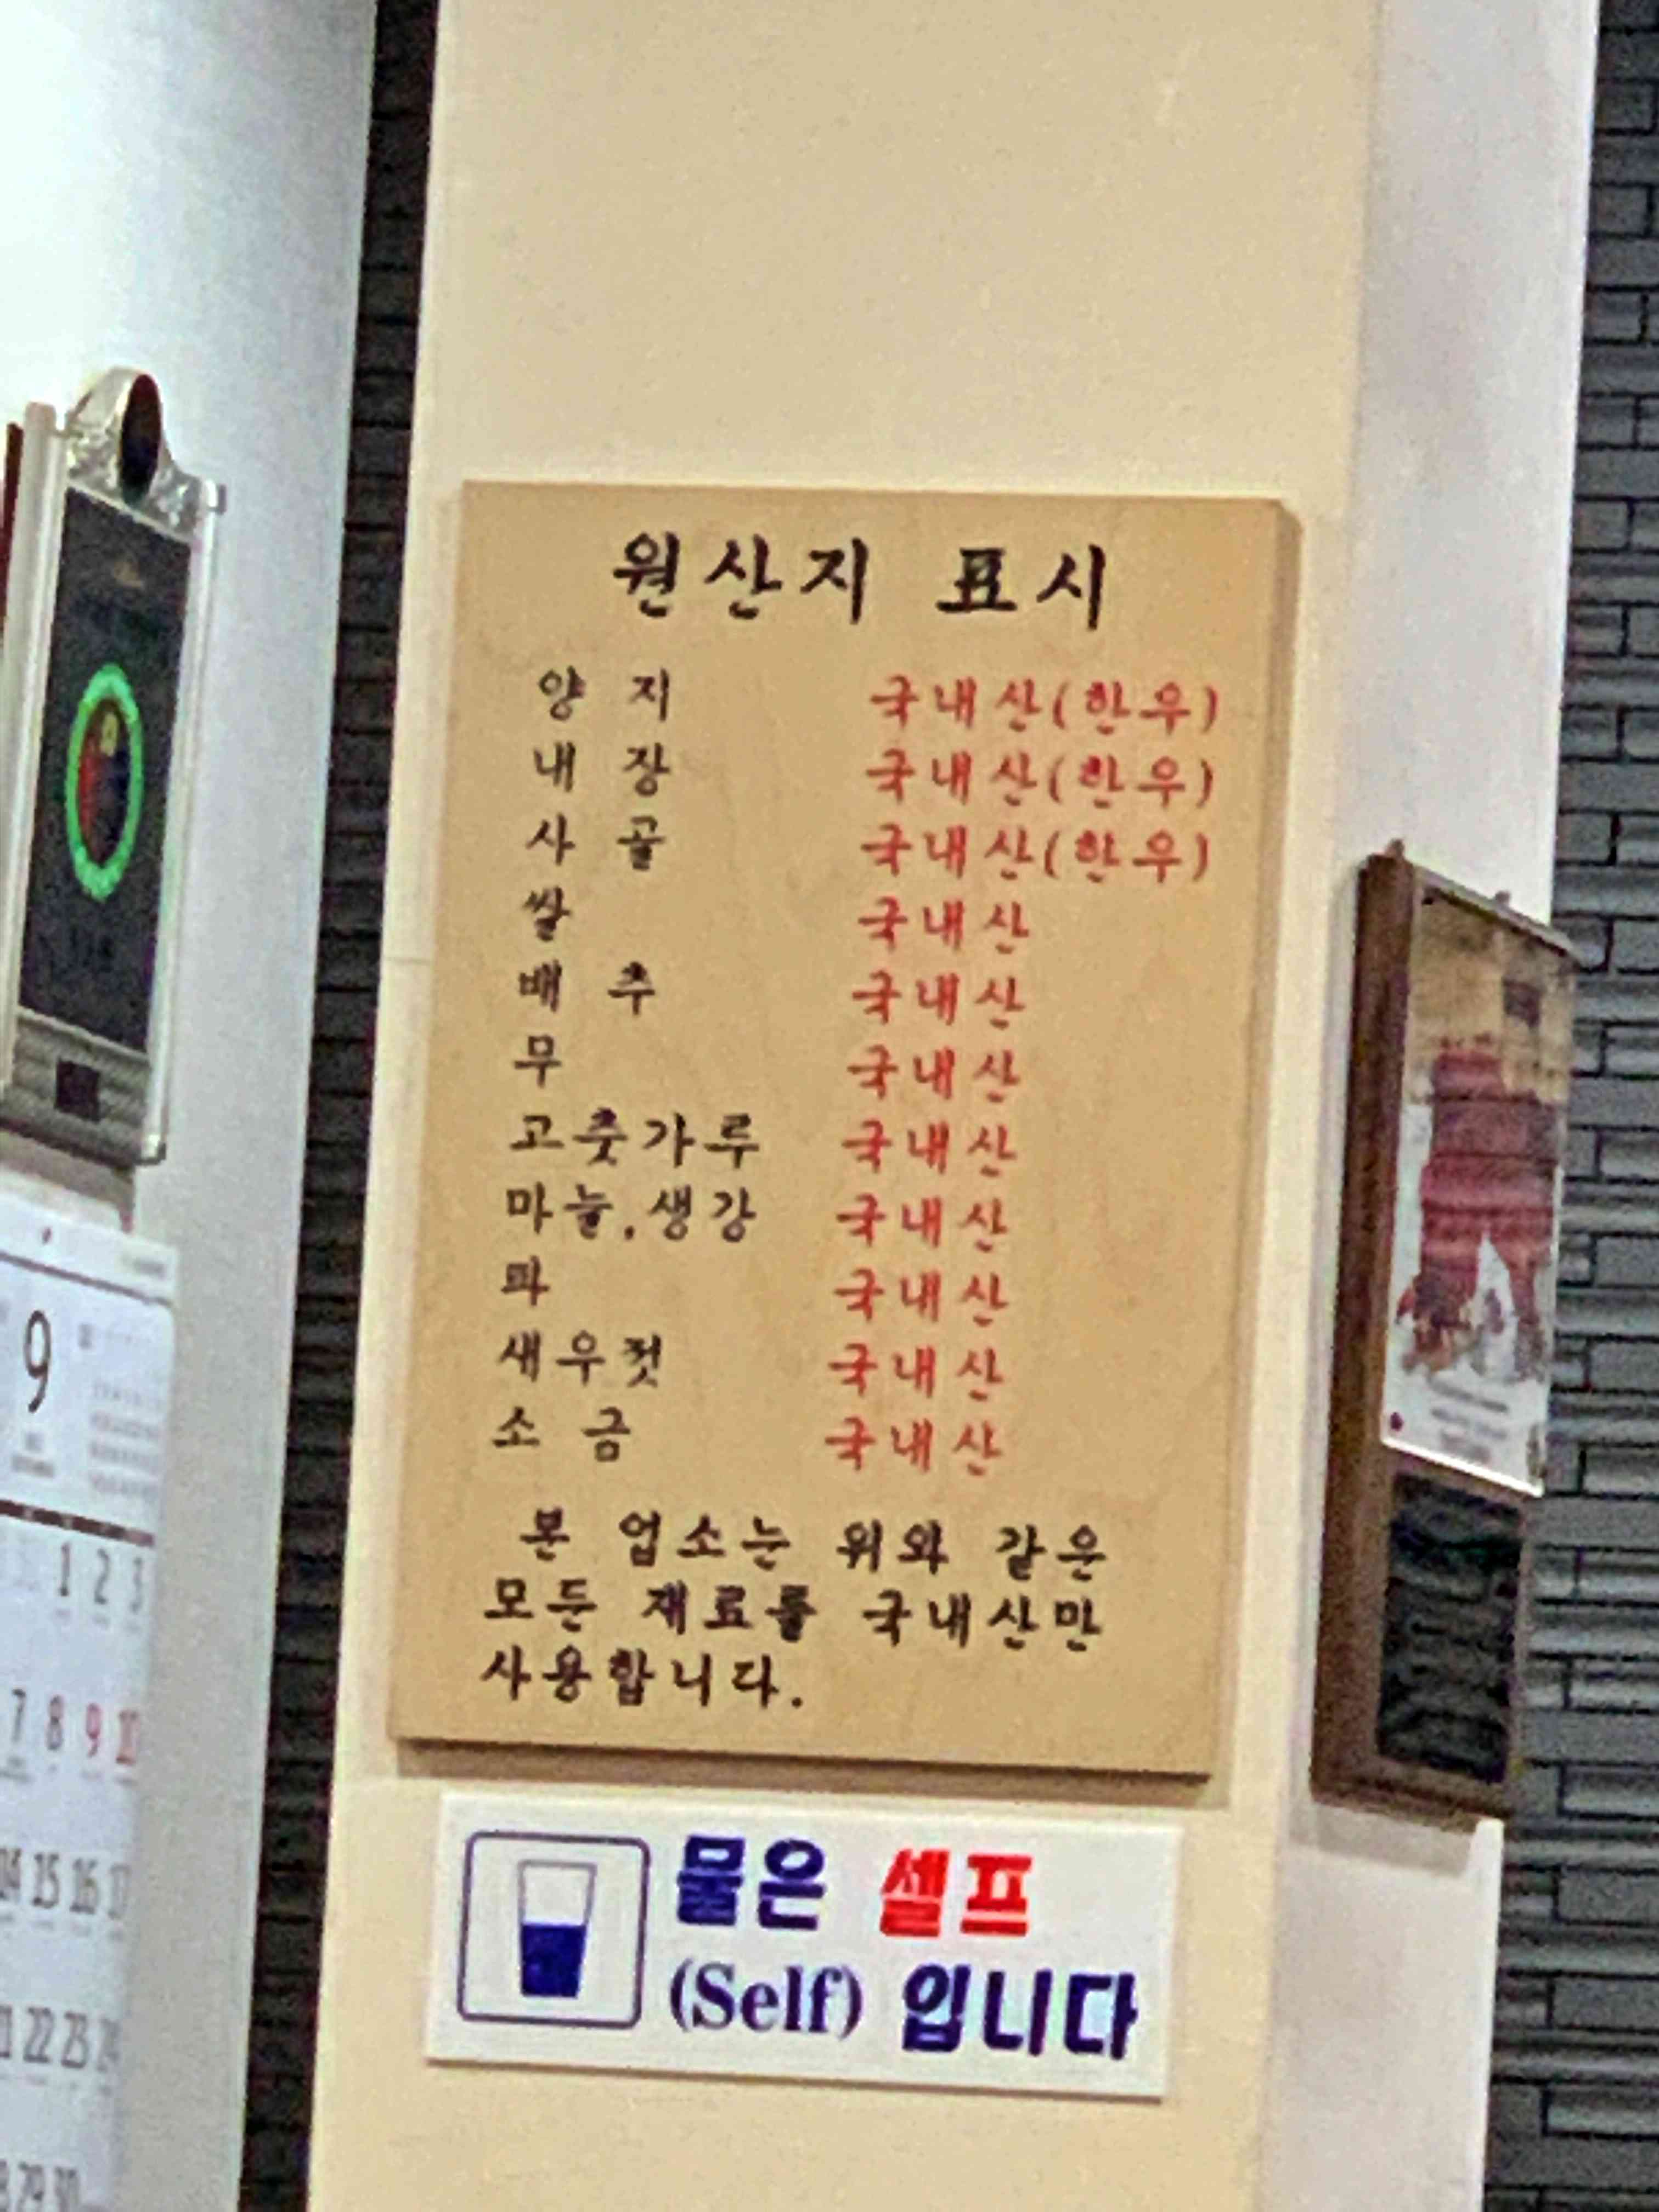 원산지 표시
양지 국내산(한우)
내장 국내산(한우)
사골 국내산(한우)
쌀 국내산
배추 국내산
무 국내산
고춧가루 국내산
마늘,생강 국내산
파 국내산
새우젓 국내산
소금 국내산
본 업소는 위와 같은
모든 재료를 국내산만
사용합니다.
물은 셀프
(Self) 입니다
9
1 2 3
7 8 9 10
14 15 16 17
22 23 24
29 30